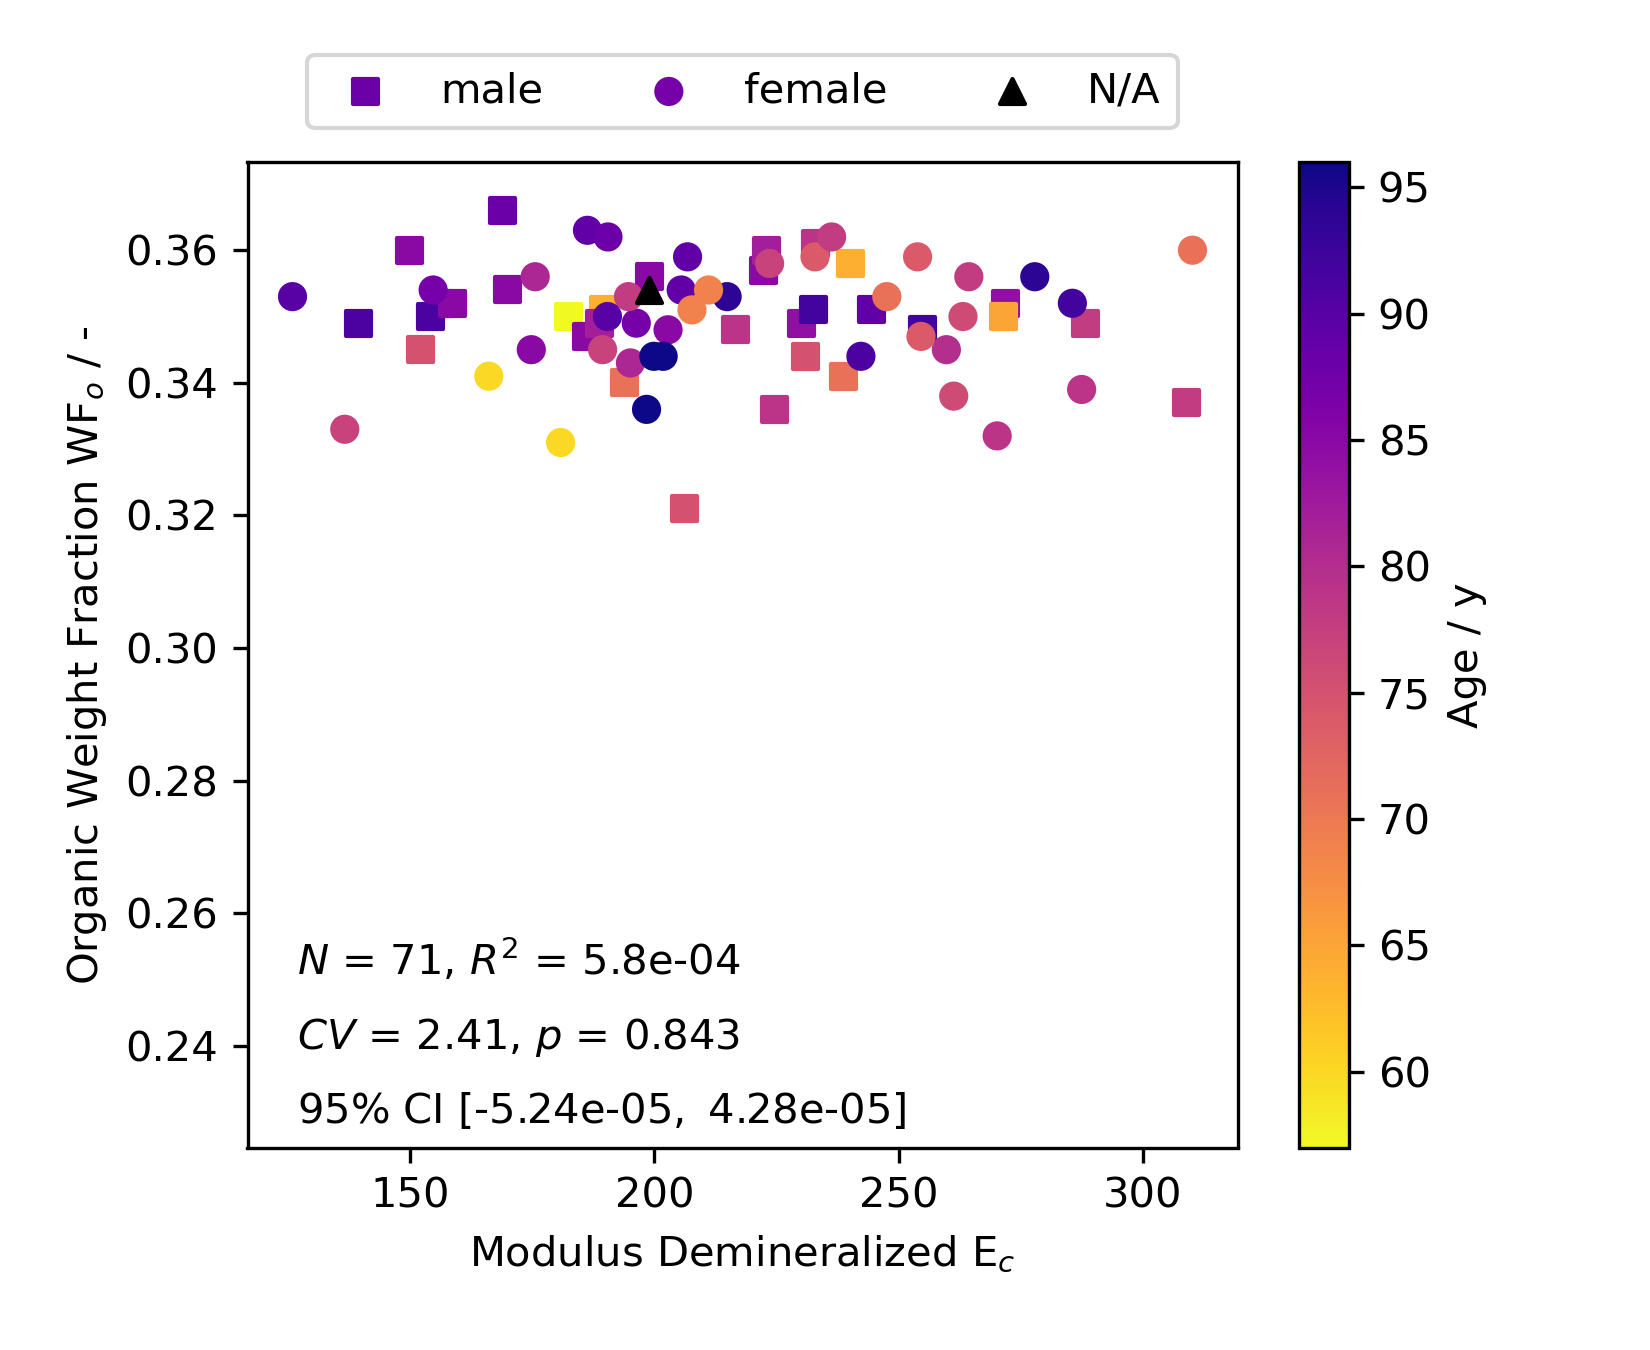 male female N/A
Organic Weight Fraction WFₒ / -
0.36
0.34
0.32
0.30
0.28
0.26
0.24
N = 71, R² = 5.8e-04
CV = 2.41, p = 0.843
95% CI [-5.24e-05, 4.28e-05]
150 200 250 300
Modulus Demineralized E_c
95
90
85
80
75
70
65
60
Age / y